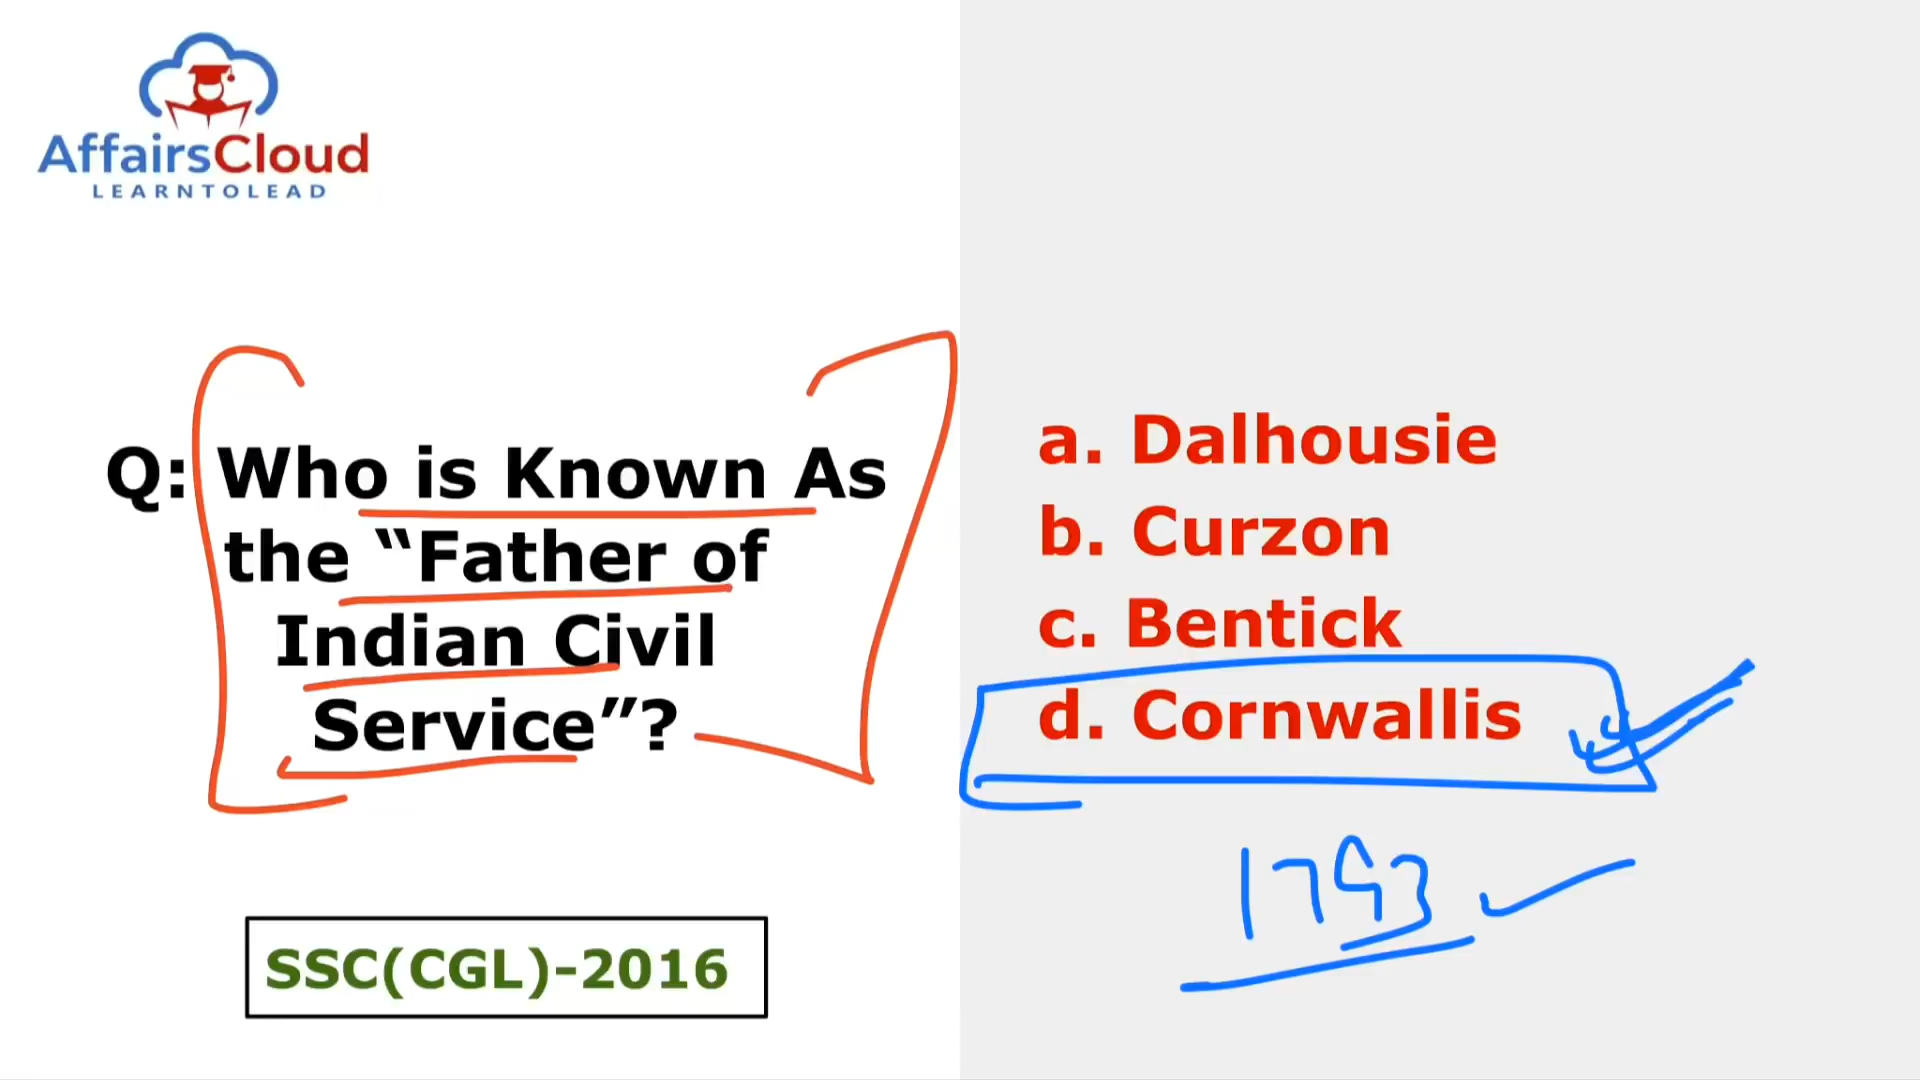 AffairsCloud
LEARNTOLEAD
Q: Who is Known As
the “Father of
Indian Civil
Service”?
SSC(CGL)-2016
a. Dalhousie
b. Curzon
c. Bentick
d. Cornwallis
1793